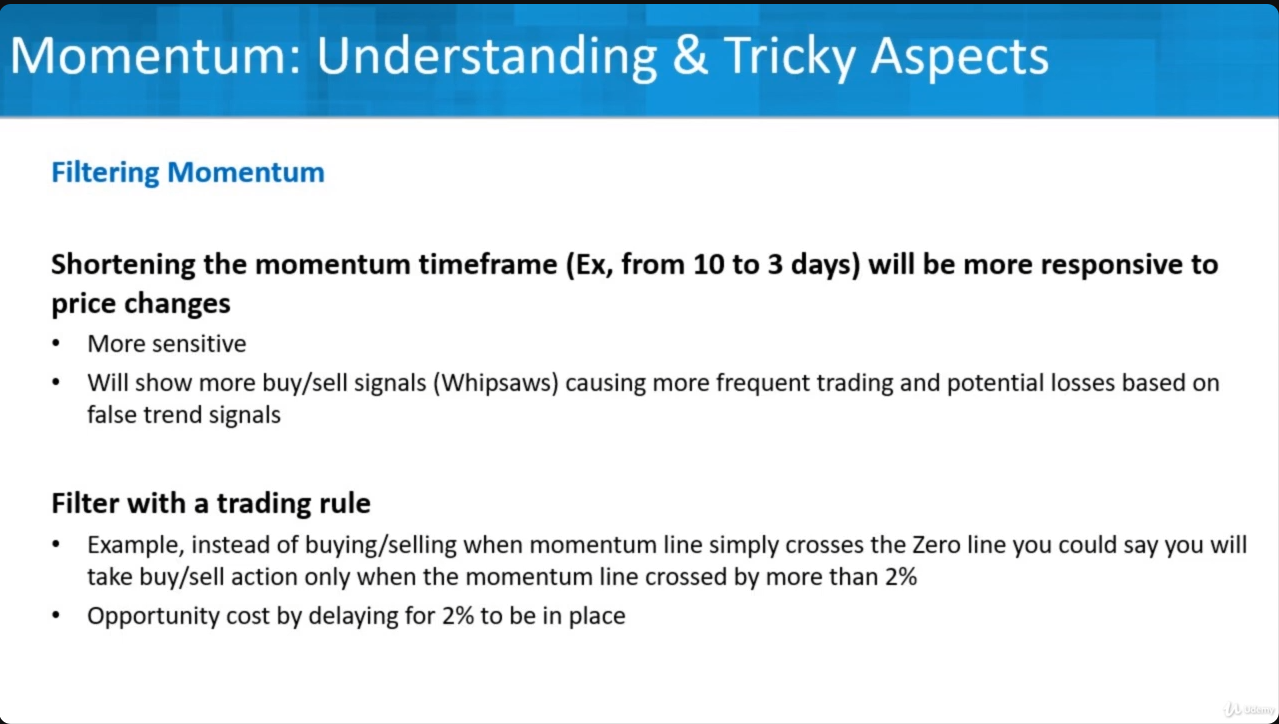 Momentum: Understanding & Tricky Aspects
Filtering Momentum
Shortening the momentum timeframe (Ex, from 10 to 3 days) will be more responsive to
price changes
• More sensitive
• Will show more buy/sell signals (Whipsaws) causing more frequent trading and potential losses based on
false trend signals
Filter with a trading rule
• Example, instead of buying/selling when momentum line simply crosses the Zero line you could say you will
take buy/sell action only when the momentum line crossed by more than 2%
• Opportunity cost by delaying for 2% to be in place
Udemy